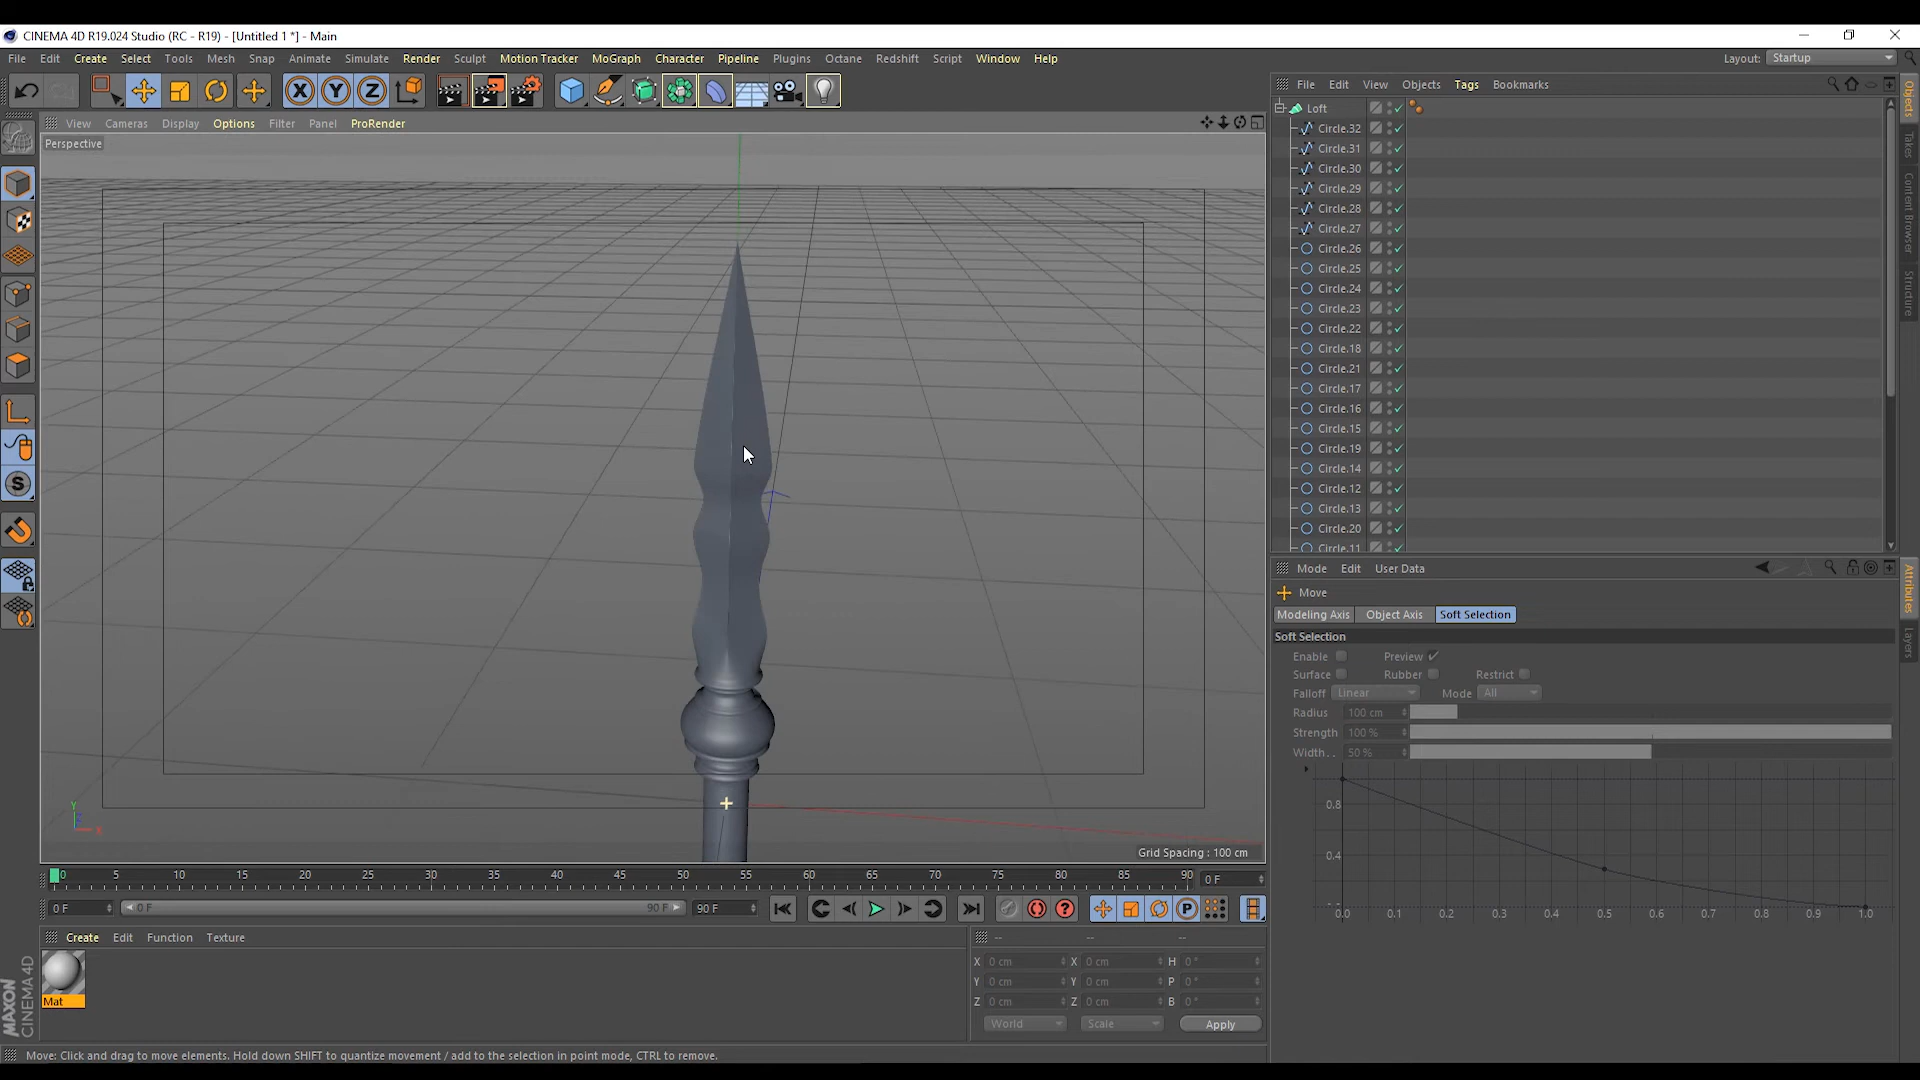 CINEMA 4D R19.024 Studio (RC - R19) - [Untitled 1 *] - Main
File Edit Create Select Tools Mesh Snap Animate Simulate Render Sculpt Motion Tracker MoGraph Character Pipeline Plugins Octane Redshift Script Window Help Layout: Startup
File Edit View Objects Tags Bookmarks
View Cameras Display Options Filter Panel ProRender
Perspective
Loft
Circle.32
Circle.31
Circle.30
Circle.29
Circle.28
Circle.27
Circle.26
Circle.25
Circle.24
Circle.23
Circle.22
Circle.18
Circle.21
Circle.17
Circle.16
Circle.15
Circle.19
Circle.14
Circle.12
Circle.13
Circle.20
Circle.11
Objects
Takes
Content Browser
Structure
Mode Edit User Data
Move
Modeling Axis Object Axis Soft Selection
Soft Selection
Enable Preview
Surface Rubber Restrict
Falloff Linear Mode All
Radius 100 cm
Strength 100 %
Width . . 50 %
0.8
0.4
0.0 0.1 0.2 0.3 0.4 0.5 0.6 0.7 0.8 0.9 1.0
Attributes
Layers
Y
X
Grid Spacing : 100 cm
0 5 10 15 20 25 30 35 40 45 50 55 60 65 70 75 80 85 90 0 F
0 F 0 F 90 F 90 F
Create Edit Function Texture
Mat
-- -- --
X 0 cm X 0 cm H 0 °
Y 0 cm Y 0 cm P 0 °
Z 0 cm Z 0 cm B 0 °
World Scale Apply
MAXON
CINEMA 4D
Move: Click and drag to move elements. Hold down SHIFT to quantize movement / add to the selection in point mode, CTRL to remove.